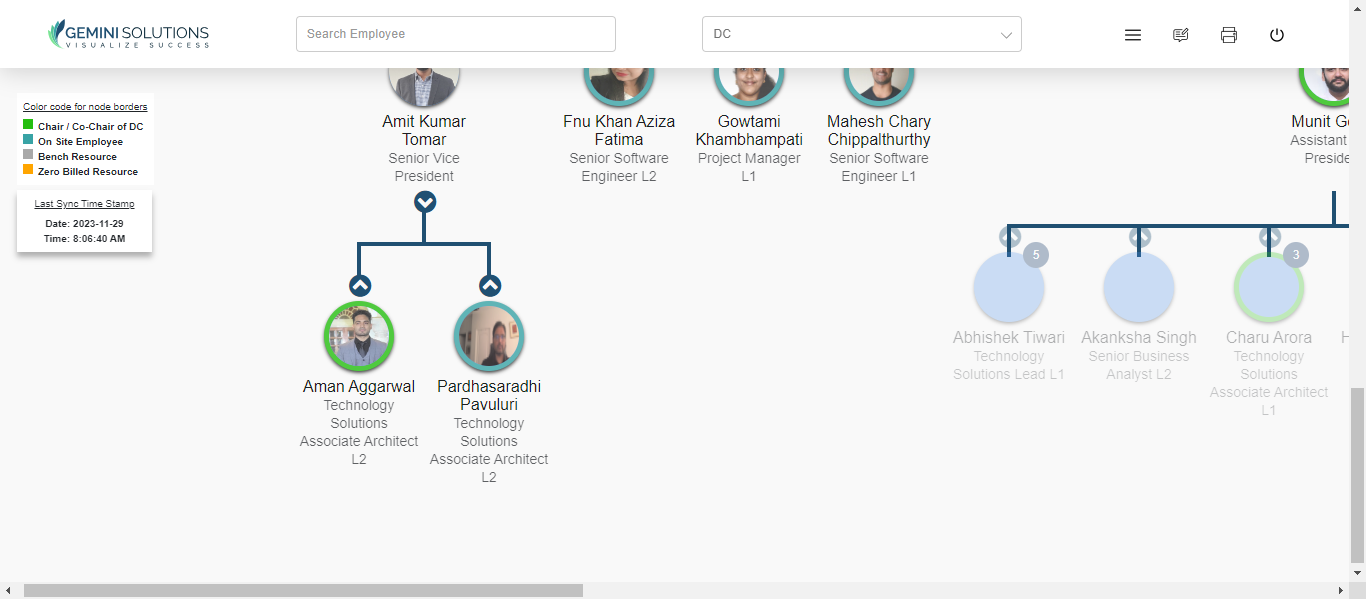 GEMINI SOLUTIONS
VISUALIZE SUCCESS
Search Employee
DC
Color code for node borders
Chair / Co-Chair of DC
On Site Employee
Bench Resource
Zero Billed Resource
Last Sync Time Stamp
Date: 2023-11-29
Time: 8:06:40 AM
Amit Kumar
Tomar
Senior Vice
President
Fnu Khan Aziza
Fatima
Senior Software
Engineer L2
Gowtami
Khambhampati
Project Manager
L1
Mahesh Chary
Chippalthurthy
Senior Software
Engineer L1
Munit G
Assistant
Preside
Aman Aggarwal
Technology
Solutions
Associate Architect
L2
Pardhasaradhi
Pavuluri
Technology
Solutions
Associate Architect
L2
5
Abhishek Tiwari
Technology
Solutions Lead L1
Akanksha Singh
Senior Business
Analyst L2
3
Charu Arora
Technology
Solutions
Associate Architect
L1
H